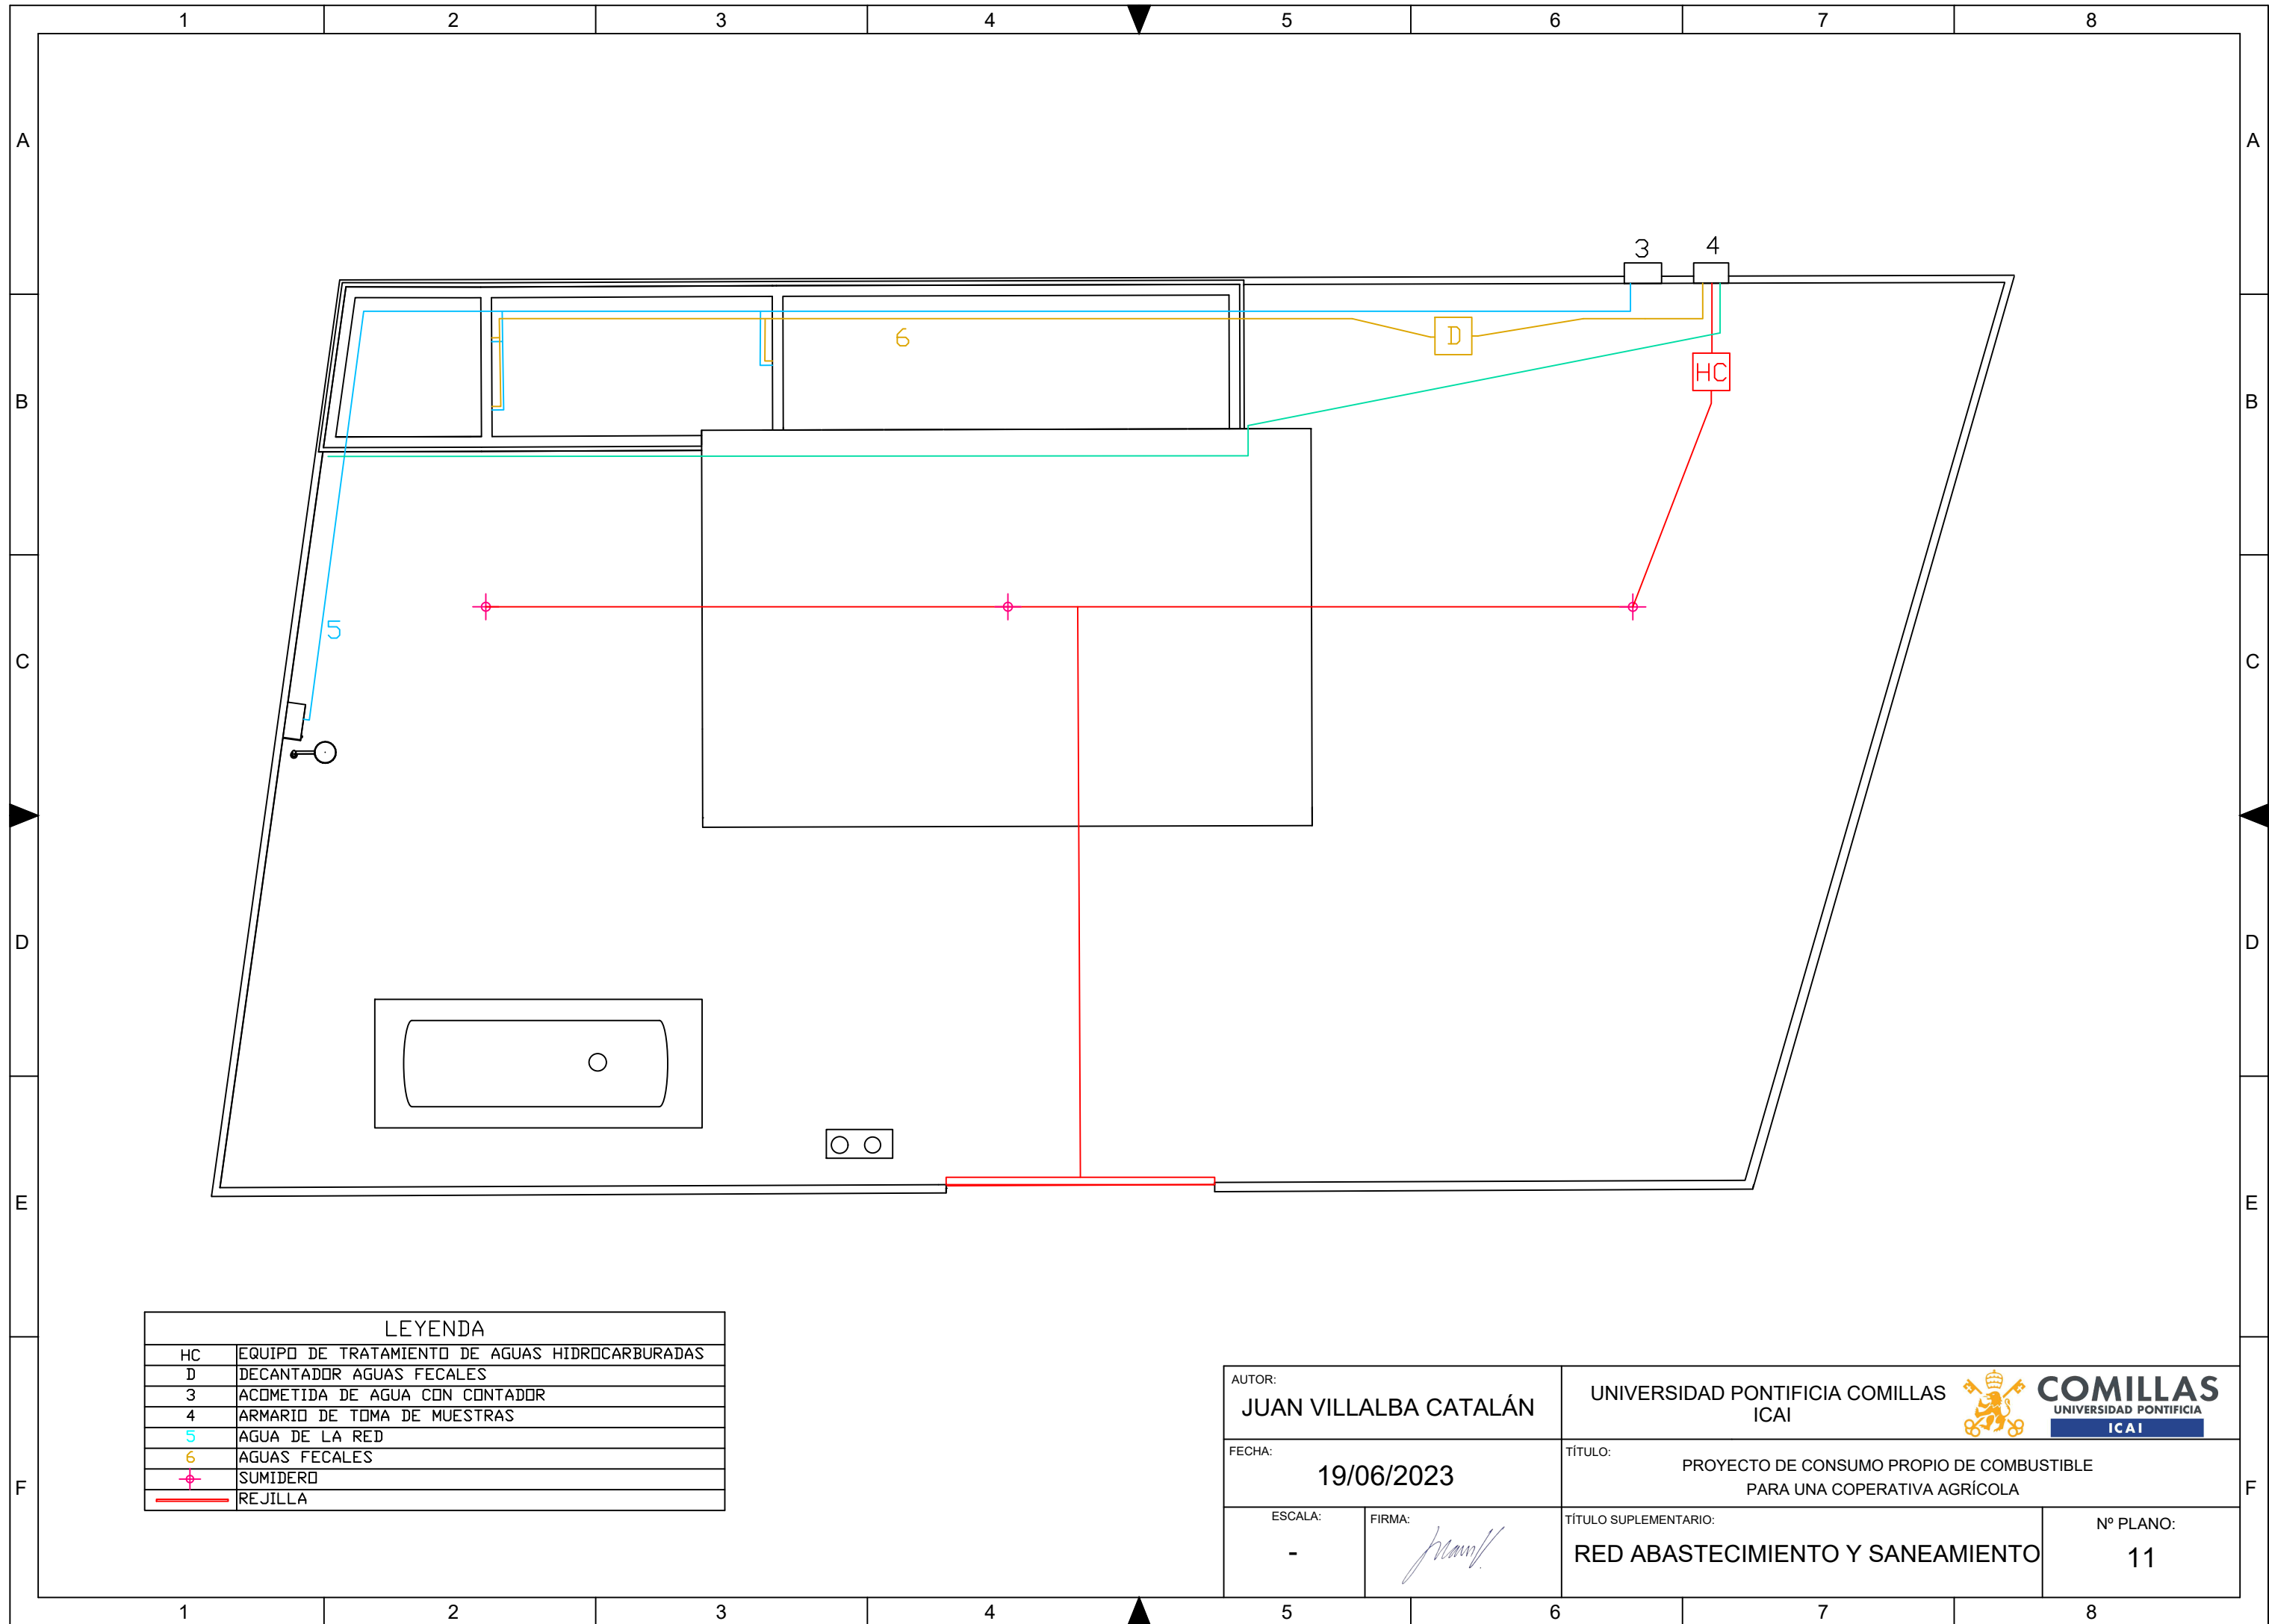 1 2 3 4 5 6 7 8
A A
3 4
6 D
HC
B B
5
C C
D D
E E
LEYENDA
HC EQUIPO DE TRATAMIENTO DE AGUAS HIDROCARBURADAS
D DECANTADOR AGUAS FECALES
3 ACOMETIDA DE AGUA CON CONTADOR
4 ARMARIO DE TOMA DE MUESTRAS
5 AGUA DE LA RED
6 AGUAS FECALES
SUMIDERO
REJILLA
F F
AUTOR:
JUAN VILLALBA CATALÁN
UNIVERSIDAD PONTIFICIA COMILLAS
ICAI
COMILLAS
UNIVERSIDAD PONTIFICIA
ICAI
FECHA:
19/06/2023
TÍTULO:
PROYECTO DE CONSUMO PROPIO DE COMBUSTIBLE
PARA UNA COPERATIVA AGRÍCOLA
ESCALA:
-
FIRMA:
TÍTULO SUPLEMENTARIO:
RED ABASTECIMIENTO Y SANEAMIENTO
Nº PLANO:
11
1 2 3 4 5 6 7 8